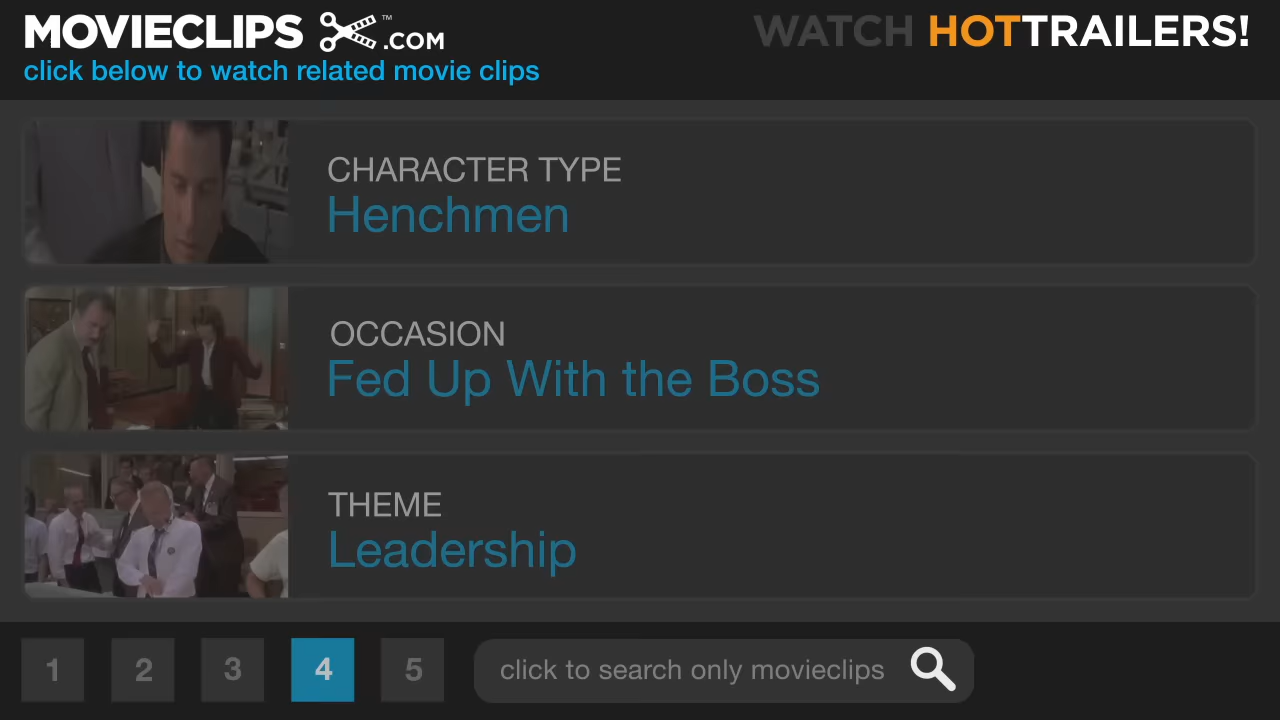 MOVIECLIPS™.COM
WATCH HOTTRAILERS!
click below to watch related movie clips
CHARACTER TYPE
Henchmen
OCCASION
Fed Up With the Boss
THEME
Leadership
1 2 3 4 5
click to search only movieclips